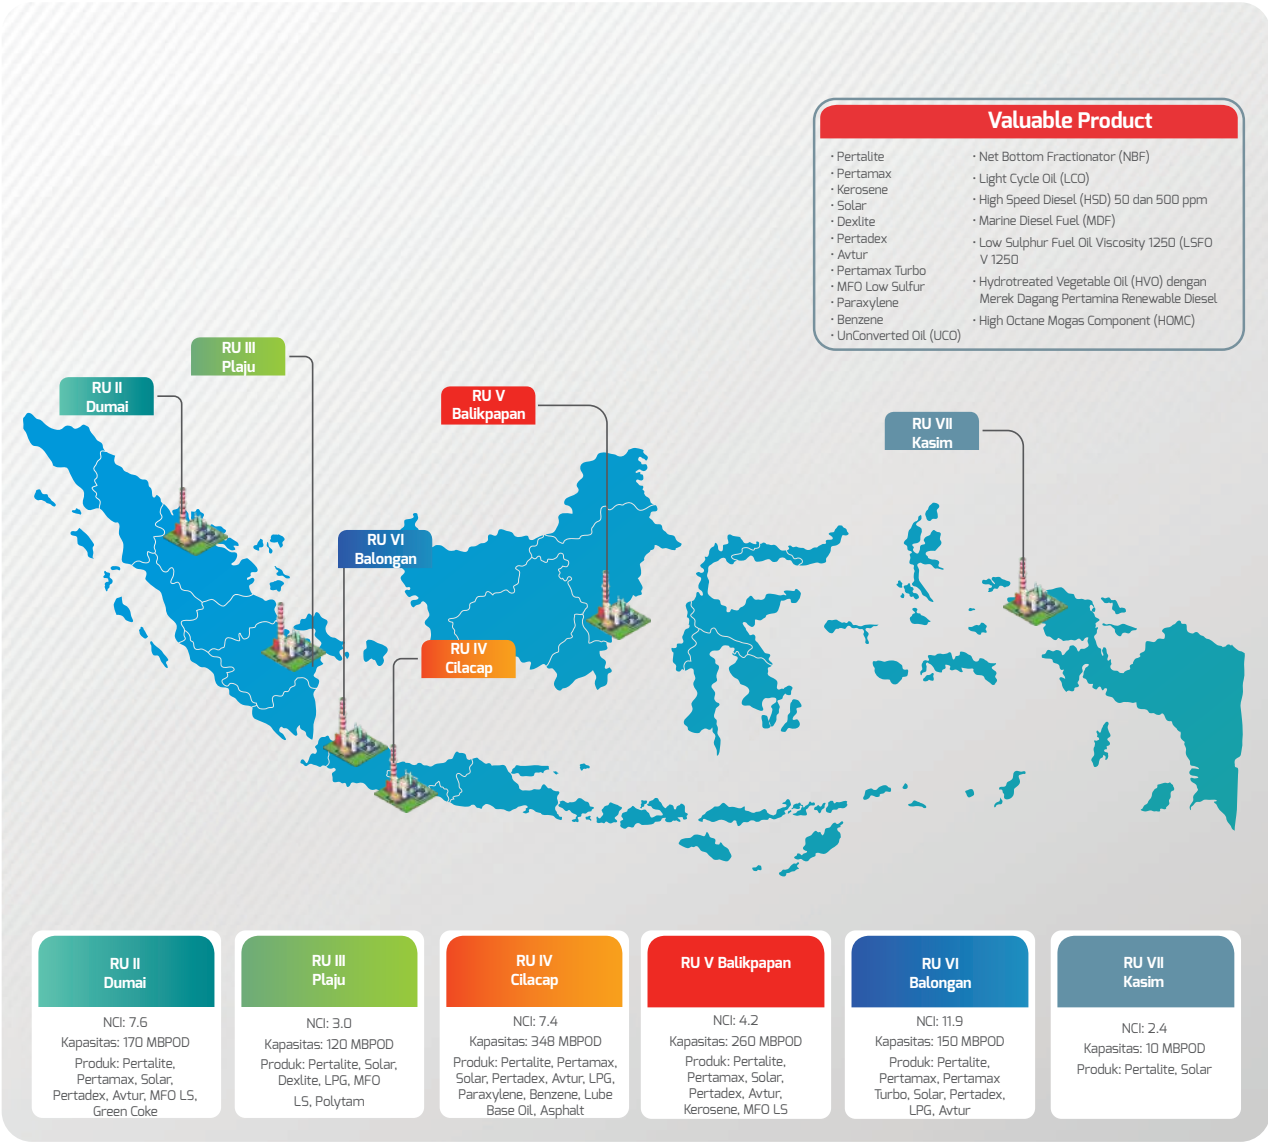 Valuable Product
· Pertalite
· Pertamax
· Kerosene
· Solar
· Dexlite
· Pertadex
· Avtur
· Pertamax Turbo
· MFO Low Sulfur
· Paraxylene
· Benzene
· UnConverted Oil (UCO)
· Net Bottom Fractionator (NBF)
· Light Cycle Oil (LCO)
· High Speed Diesel (HSD) 50 dan 500 ppm
· Marine Diesel Fuel (MDF)
· Low Sulphur Fuel Oil Viscosity 1250 (LSFO
V 1250
· Hydrotreated Vegetable Oil (HVO) dengan
Merek Dagang Pertamina Renewable Diesel
· High Octane Mogas Component (HOMC)
RU III
Plaju
RU II
Dumai
RU V
Balikpapan
RU VII
Kasim
RU VI
Balongan
RU IV
Cilacap
RU II
Dumai
NCI: 7.6
Kapasitas: 170 MBPOD
Produk: Pertalite,
Pertamax, Solar,
Pertadex, Avtur, MFO LS,
Green Coke
RU III
Plaju
NCI: 3.0
Kapasitas: 120 MBPOD
Produk: Pertalite, Solar,
Dexlite, LPG, MFO
LS, Polytam
RU IV
Cilacap
NCI: 7.4
Kapasitas: 348 MBPOD
Produk: Pertalite, Pertamax,
Solar, Pertadex, Avtur, LPG,
Paraxylene, Benzene, Lube
Base Oil, Asphalt
RU V Balikpapan
NCI: 4.2
Kapasitas: 260 MBPOD
Produk: Pertalite,
Pertamax, Solar,
Pertadex, Avtur,
Kerosene, MFO LS
RU VI
Balongan
NCI: 11.9
Kapasitas: 150 MBPOD
Produk: Pertalite,
Pertamax, Pertamax
Turbo, Solar, Pertadex,
LPG, Avtur
RU VII
Kasim
NCI: 2.4
Kapasitas: 10 MBPOD
Produk: Pertalite, Solar